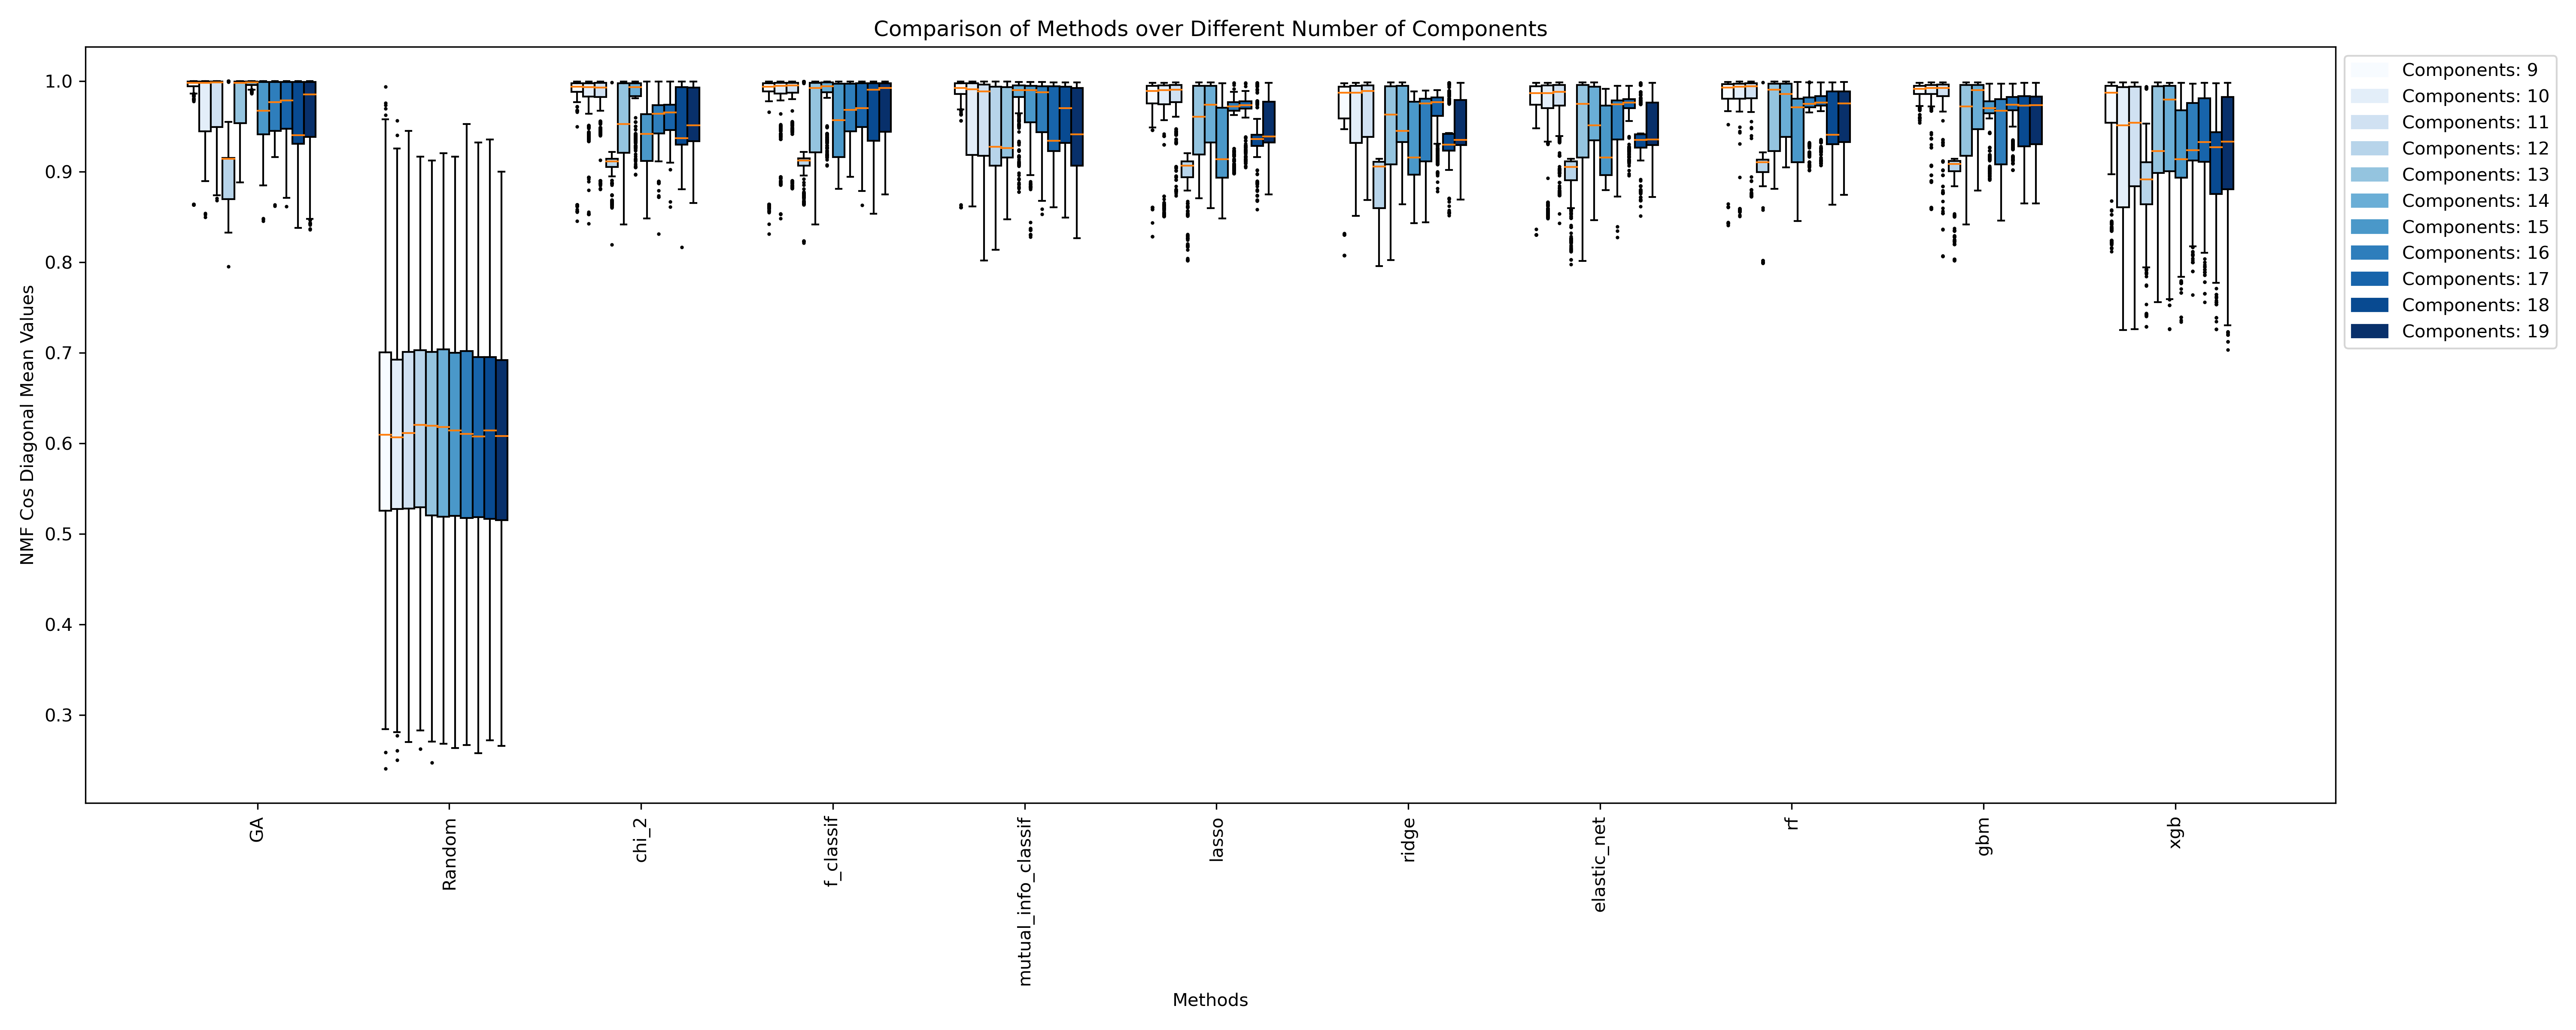 Comparison of Methods over Different Number of Components
NMF Cos Diagonal Mean Values
1.0
0.9
0.8
0.7
0.6
0.5
0.4
0.3
GA
Random
chi_2
f_classif
mutual_info_classif
lasso
ridge
elastic_net
rf
gbm
xgb
Methods
Components: 9
Components: 10
Components: 11
Components: 12
Components: 13
Components: 14
Components: 15
Components: 16
Components: 17
Components: 18
Components: 19